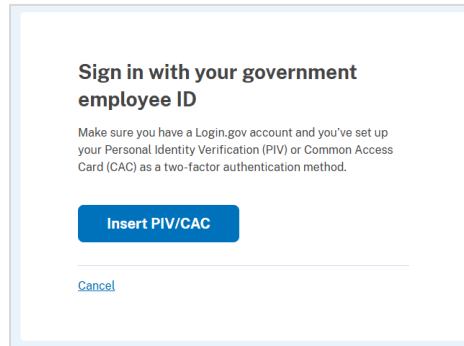 Sign in with your government
employee ID
Make sure you have a Login.gov account and you've set up
your Personal Identity Verification (PIV) or Common Access
Card (CAC) as a two-factor authentication method.
Insert PIV/CAC
Cancel